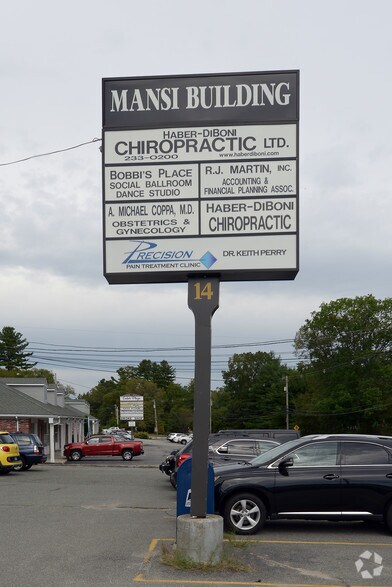 MANSI BUILDING
HABER-DIBONI
CHIROPRACTIC LTD.
233-0200 www.haberdiboni.com
BOBBI'S PLACE
SOCIAL BALLROOM
DANCE STUDIO
R.J. MARTIN, INC.
ACCOUNTING &
FINANCIAL PLANNING ASSOC.
A. MICHAEL COPPA, M.D.
OBSTETRICS &
GYNECOLOGY
HABER-DIBONI
CHIROPRACTIC
PRECISION
PAIN TREATMENT CLINIC
DR. KEITH PERRY
14